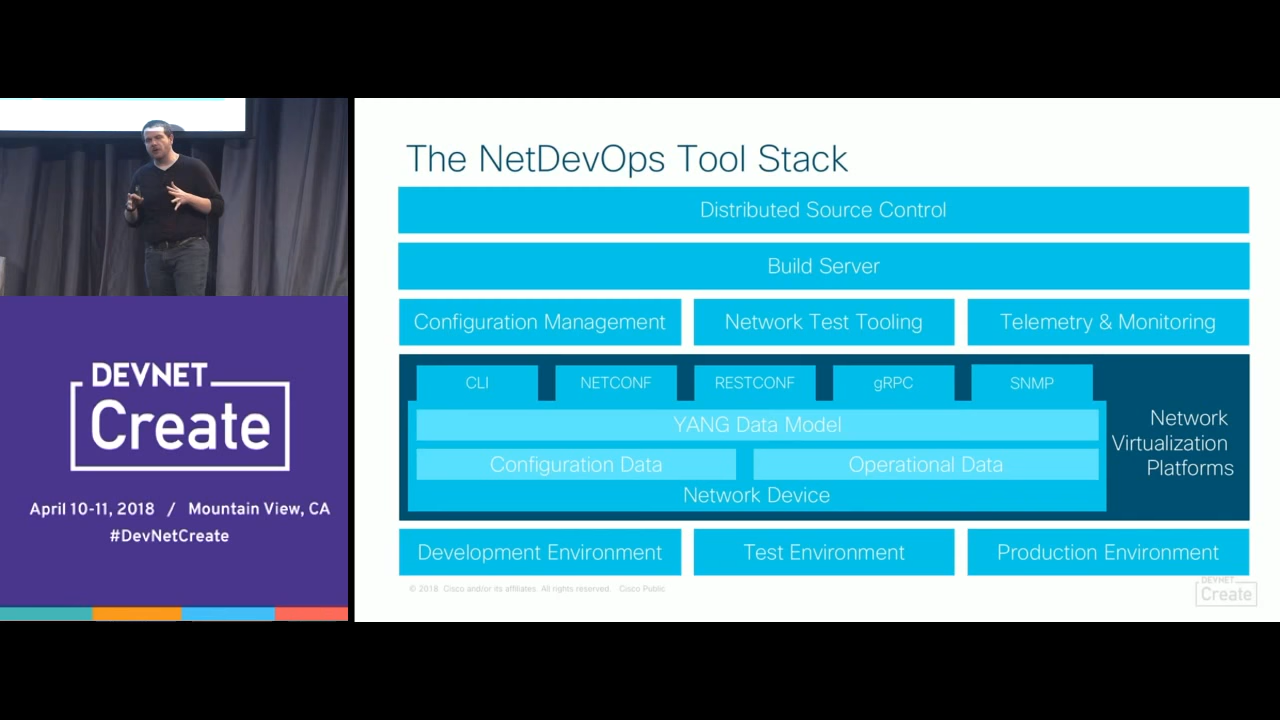 The NetDevOps Tool Stack
Distributed Source Control
Build Server
Configuration Management
Network Test Tooling
Telemetry & Monitoring
CLI
NETCONF
RESTCONF
gRPC
SNMP
YANG Data Model
Configuration Data
Operational Data
Network Device
Network
Virtualization
Platforms
Development Environment
Test Environment
Production Environment
© 2018 Cisco and/or its affiliates. All rights reserved. Cisco Public
DEVNET
Create
DEVNET
Create
April 10-11, 2018 / Mountain View, CA
#DevNetCreate